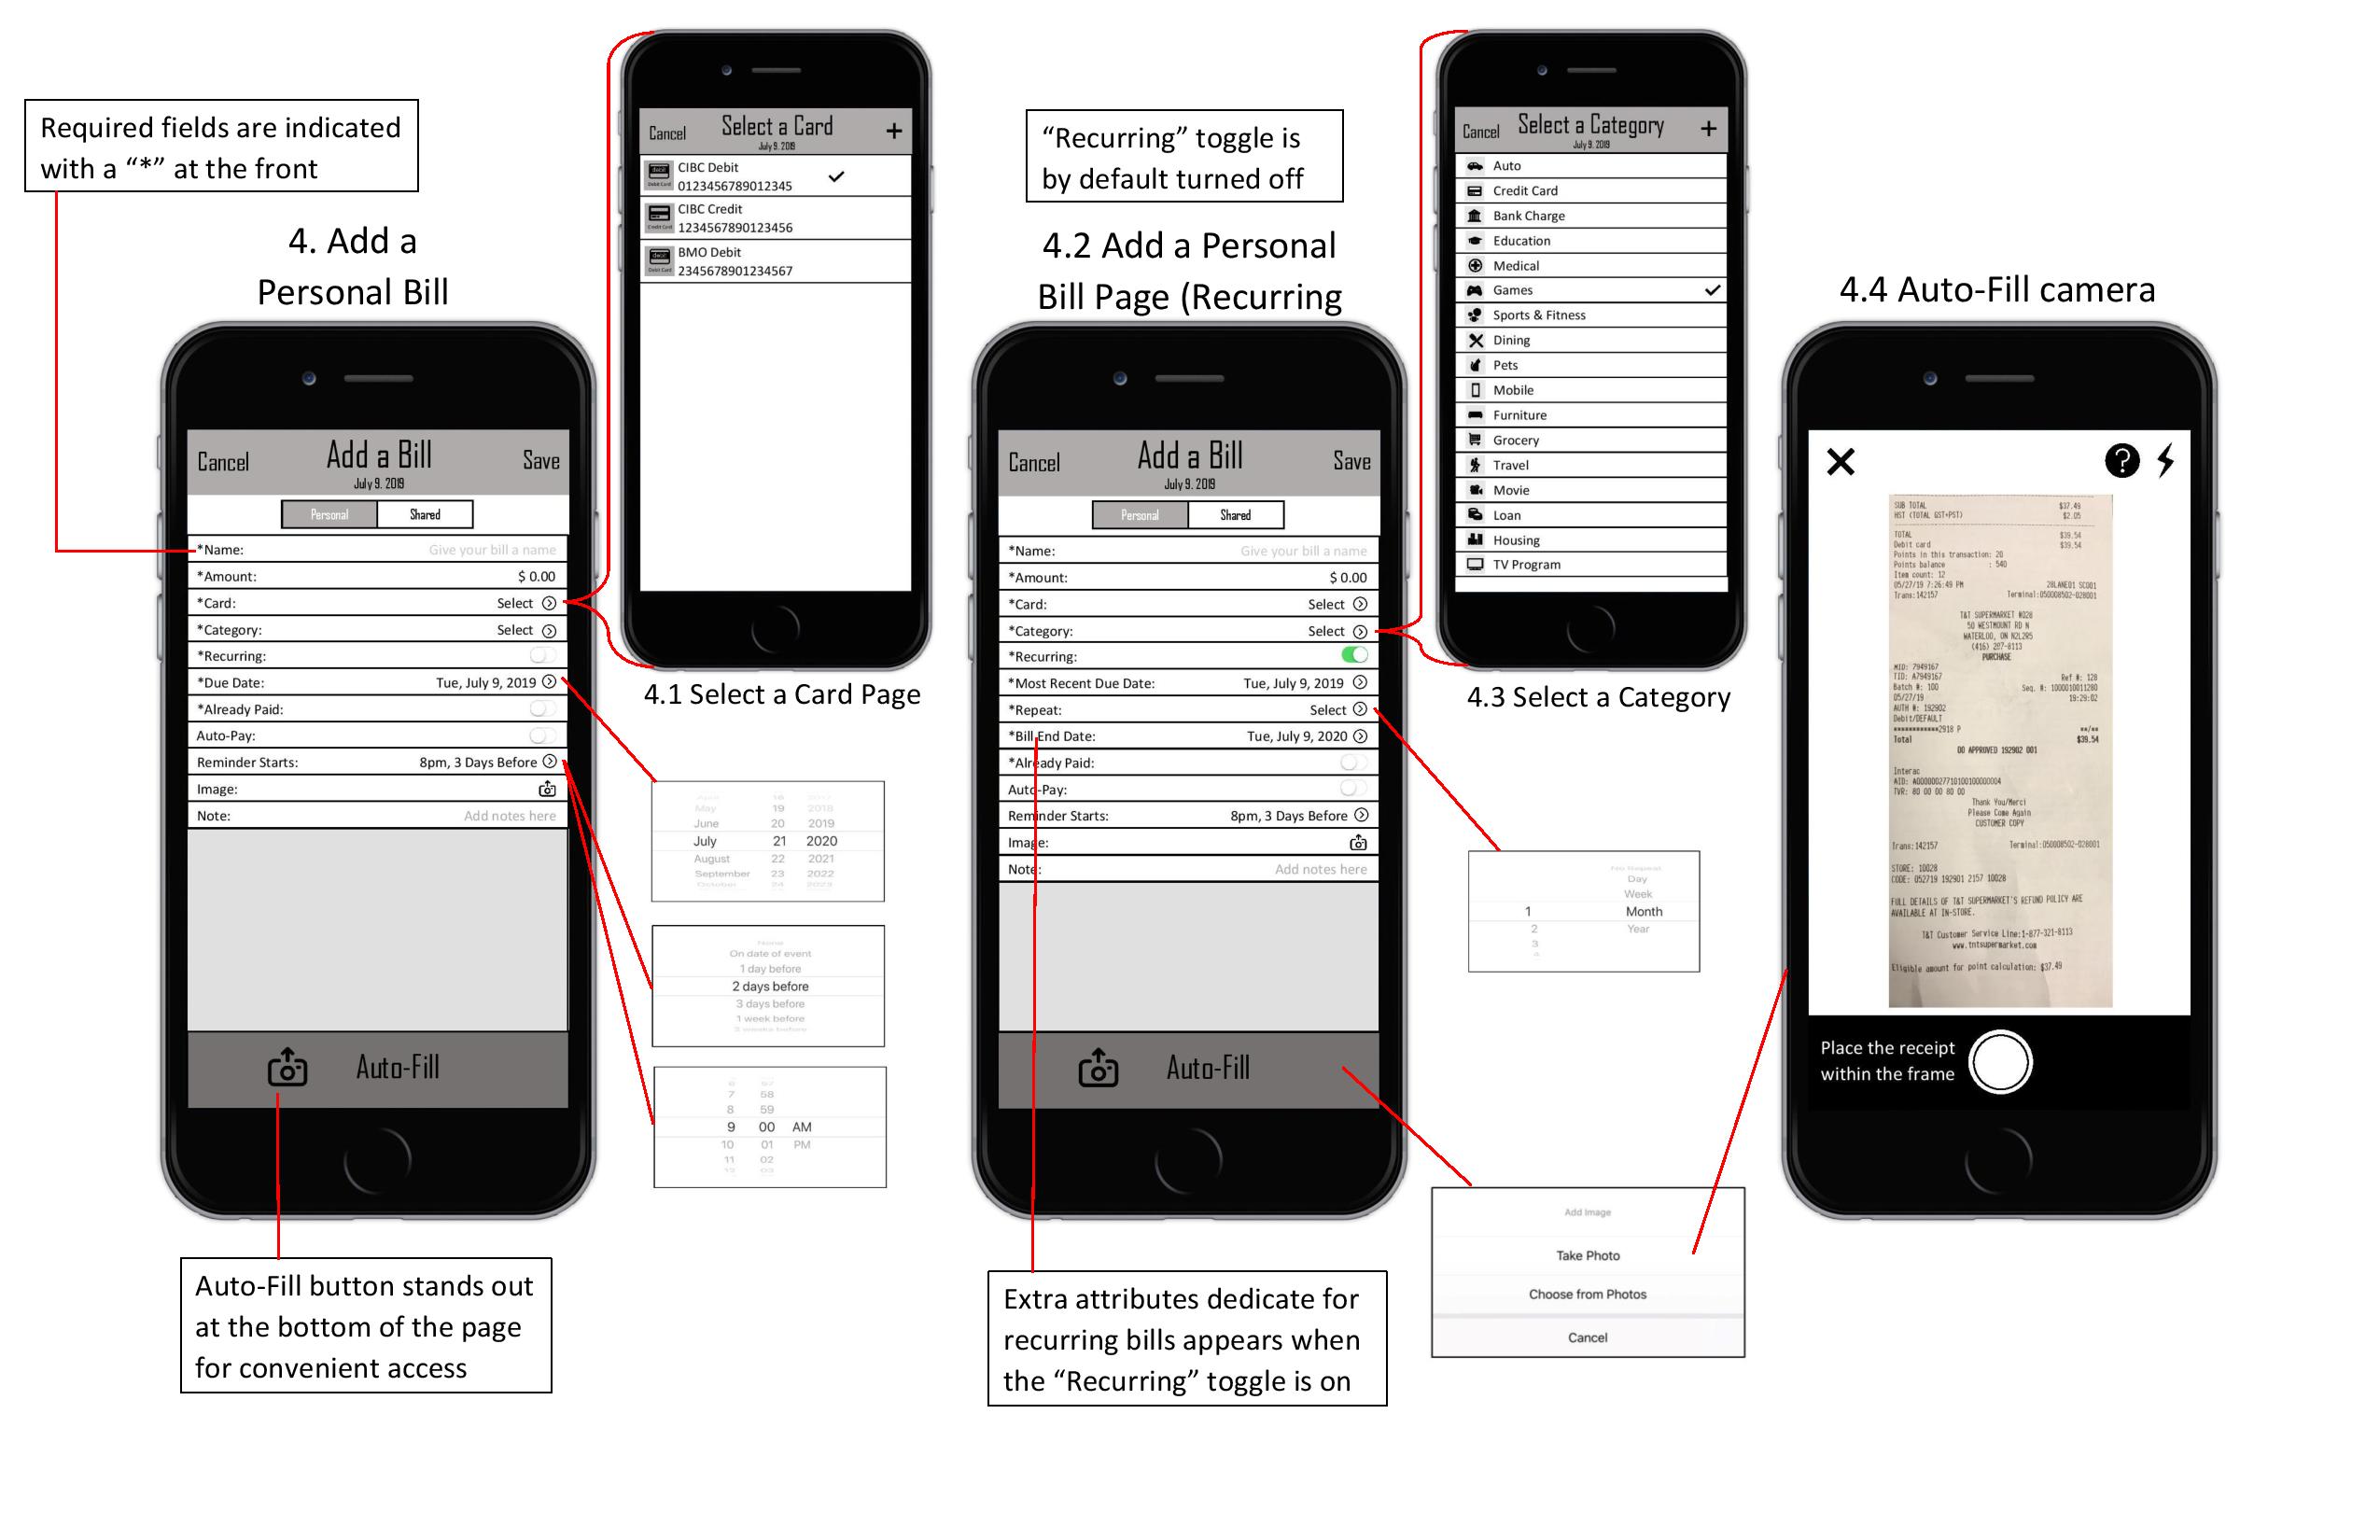 Required fields are indicated
with a “*” at the front
4. Add a
Personal Bill
Cancel
Add a Bill
Save
July 9, 2019
Personal
Shared
*Name:
Give your bill a name
*Amount:
$ 0.00
*Card:
Select
*Category:
Select
*Recurring:
*Due Date:
Tue, July 9, 2019
*Already Paid:
Auto-Pay:
Reminder Starts:
8pm, 3 Days Before
Image:
Note:
Add notes here
Auto-Fill
Auto-Fill button stands out
at the bottom of the page
for convenient access
Cancel
Select a Card
+
July 9, 2019
CIBC Debit
0123456789012345
Debit Card
CIBC Credit
1234567890123456
Credit Card
BMO Debit
2345678901234567
Debit Card
4.1 Select a Card Page
May 19 2018
June 20 2019
July 21 2020
August 22 2021
September 23 2022
October 24 2023
None
On date of event
1 day before
2 days before
3 days before
1 week before
2 weeks before
7 58
8 59
9 00 AM
10 01 PM
11 02
12 03
“Recurring” toggle is
by default turned off
4.2 Add a Personal
Bill Page (Recurring
Cancel
Add a Bill
Save
July 9, 2019
Personal
Shared
*Name:
Give your bill a name
*Amount:
$ 0.00
*Card:
Select
*Category:
Select
*Recurring:
*Most Recent Due Date:
Tue, July 9, 2019
*Repeat:
Select
*Bill End Date:
Tue, July 9, 2020
*Already Paid:
Auto-Pay:
Reminder Starts:
8pm, 3 Days Before
Image:
Note:
Add notes here
Auto-Fill
Extra attributes dedicate for
recurring bills appears when
the “Recurring” toggle is on
Cancel
Select a Category
+
July 9, 2019
Auto
Credit Card
Bank Charge
Education
Medical
Games
Sports & Fitness
Dining
Pets
Mobile
Furniture
Grocery
Travel
Movie
Loan
Housing
TV Program
4.3 Select a Category
Day
Week
1 Month
2 Year
3
4
Add Image
Take Photo
Choose from Photos
Cancel
4.4 Auto-Fill camera
?
SUB TOTAL $37.49
HST (TOTAL GST+PST) $2.05
TOTAL $39.54
Debit card $39.54
Points in this transaction: 20
Points balance : 540
Item count: 12
05/27/19 7:26:49 PM 28LANE01 SC001
Trans:142157 Terminal:050008502-028001
T&T SUPERMARKET #028
50 WESTMOUNT RD N
WATERLOO, ON N2L2R5
(416) 207-8113
PURCHASE
MID: 7949167
TID: A7949167 Ref #: 128
Batch #: 100 Seq. #: 1000010011280
05/27/19 19:29:02
AUTH #: 192902
Debit/DEFAULT
************2918 P **/**
Total $39.54
00 APPROVED 192902 001
Interac
AID: A0000002771010010000004
TVR: 80 00 00 80 00
Thank You/Merci
Please Come Again
CUSTOMER COPY
Trans:142157 Terminal:050008502-028001
STORE: 10028
CODE: 052719 192901 2157 10028
FULL DETAILS OF T&T SUPERMARKET'S REFUND POLICY ARE
AVAILABLE AT IN-STORE.
T&T Customer Service Line:1-877-321-8113
www.tntsupermarket.com
Eligible amount for point calculation: $37.49
Place the receipt
within the frame